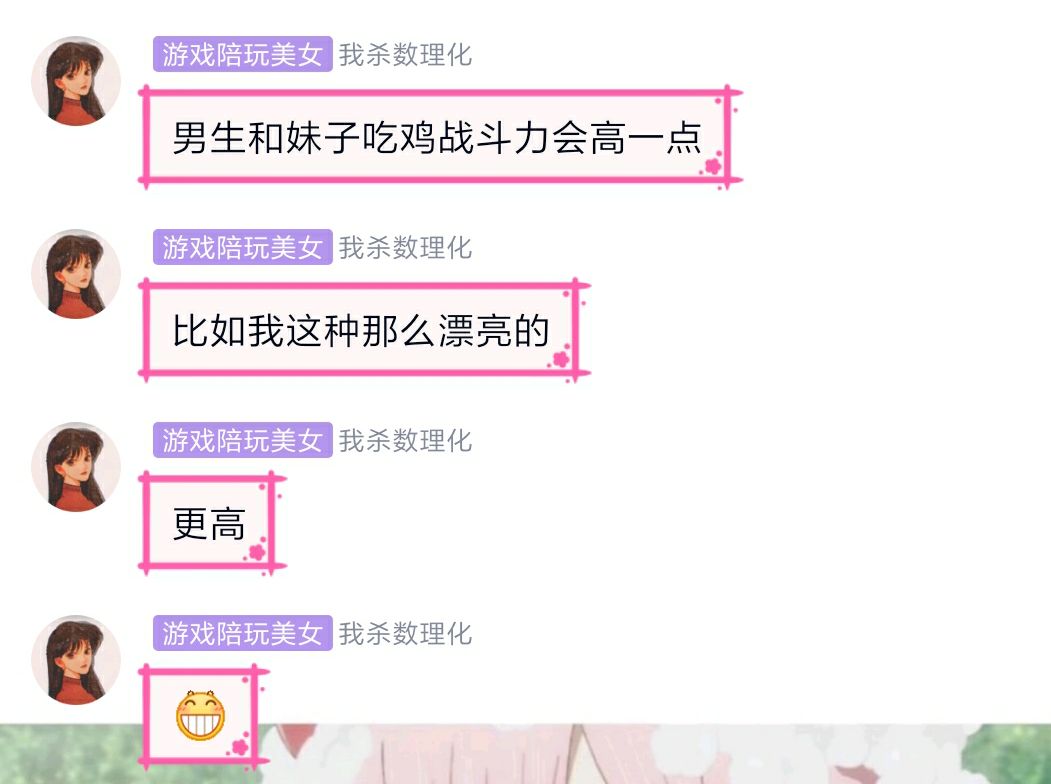 游戏陪玩美女 我杀数理化
男生和妹子吃鸡战斗力会高一点
游戏陪玩美女 我杀数理化
比如我这种那么漂亮的
游戏陪玩美女 我杀数理化
更高
游戏陪玩美女 我杀数理化